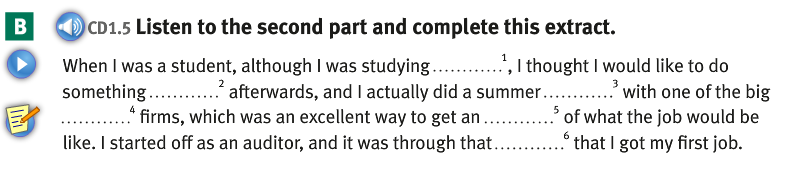 B CD1.5 Listen to the second part and complete this extract.
When I was a student, although I was studying............¹, I thought I would like to do
something............² afterwards, and I actually did a summer............³ with one of the big
............⁴ firms, which was an excellent way to get an ............⁵ of what the job would be
like. I started off as an auditor, and it was through that............⁶ that I got my first job.